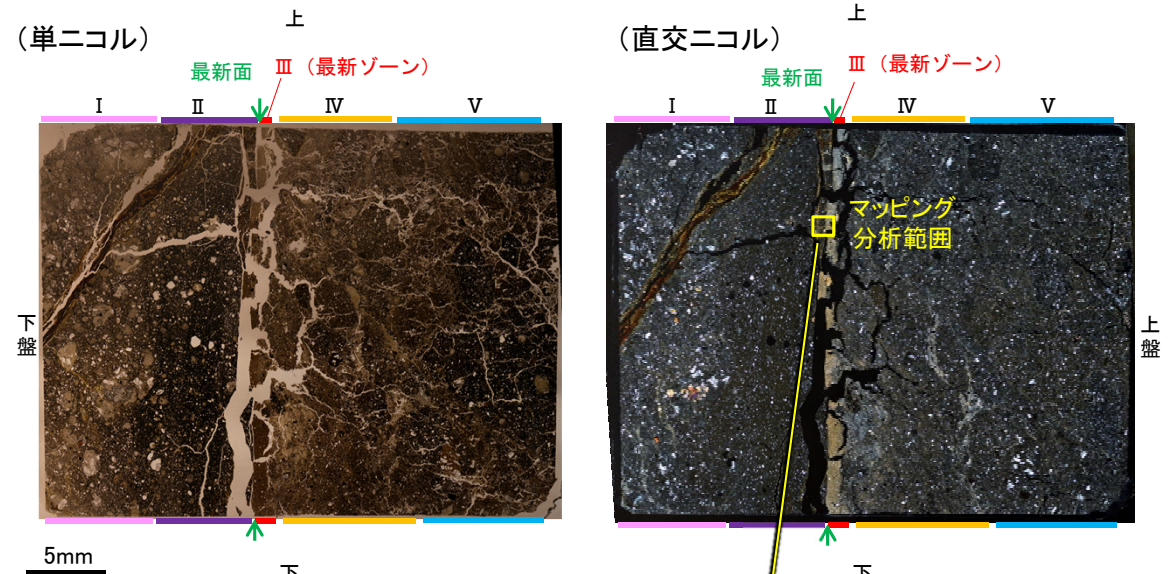 上
(単ニコル)
最新面
Ⅲ (最新ゾーン)
Ⅰ
Ⅱ
Ⅳ
Ⅴ
下盤
5mm
下
上
(直交ニコル)
最新面
Ⅲ (最新ゾーン)
Ⅰ
Ⅱ
Ⅳ
Ⅴ
マッピング
分析範囲
上盤
下